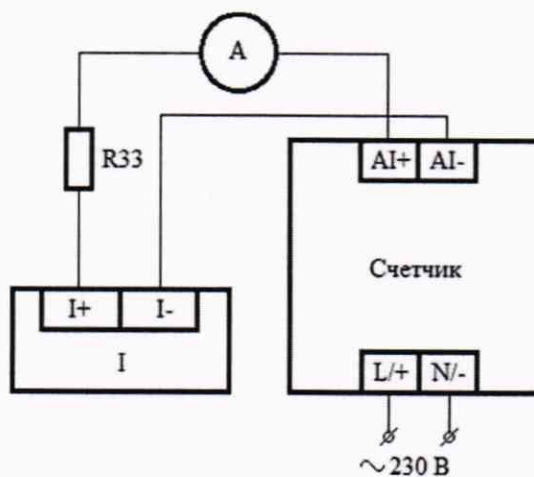 A
R33
AI+ AI-
Счетчик
I+ I-
I
L/+ N/-
~ 230 В